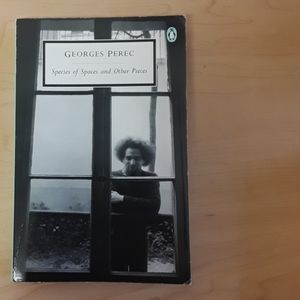 GEORGES PEREC
Species of Spaces and Other Pieces